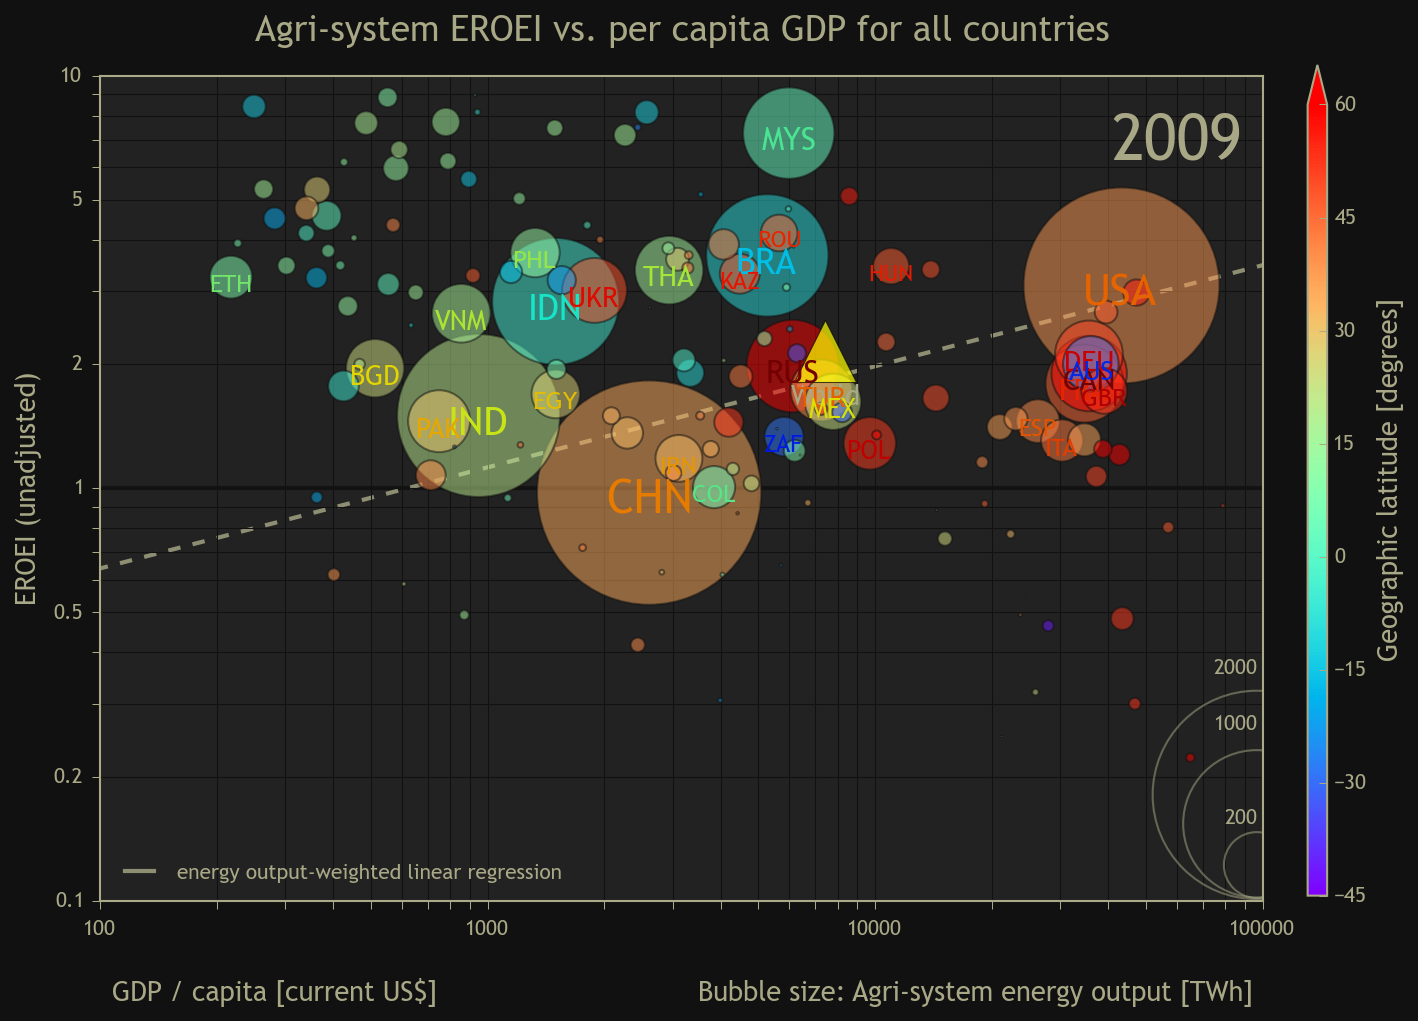 Agri-system EROEI vs. per capita GDP for all countries
10
60
MYS
2009
5
45
ROU
PHL
BRA
HUN
ETH
THA
KAZ
IDN
UKR
USA
VNM
30
2
BGD
RUS
DEU
AUS
CAN
EGY
TUR
MEX
GBR
PAK
IND
ZAF
POL
ESP
ITA
15
IRN
1
CHN
COL
EROEI (unadjusted)
Geographic latitude [degrees]
0
0.5
2000
−15
1000
0.2
−30
200
energy output-weighted linear regression
0.1
−45
100
1000
10000
100000
GDP / capita [current US$]
Bubble size: Agri-system energy output [TWh]